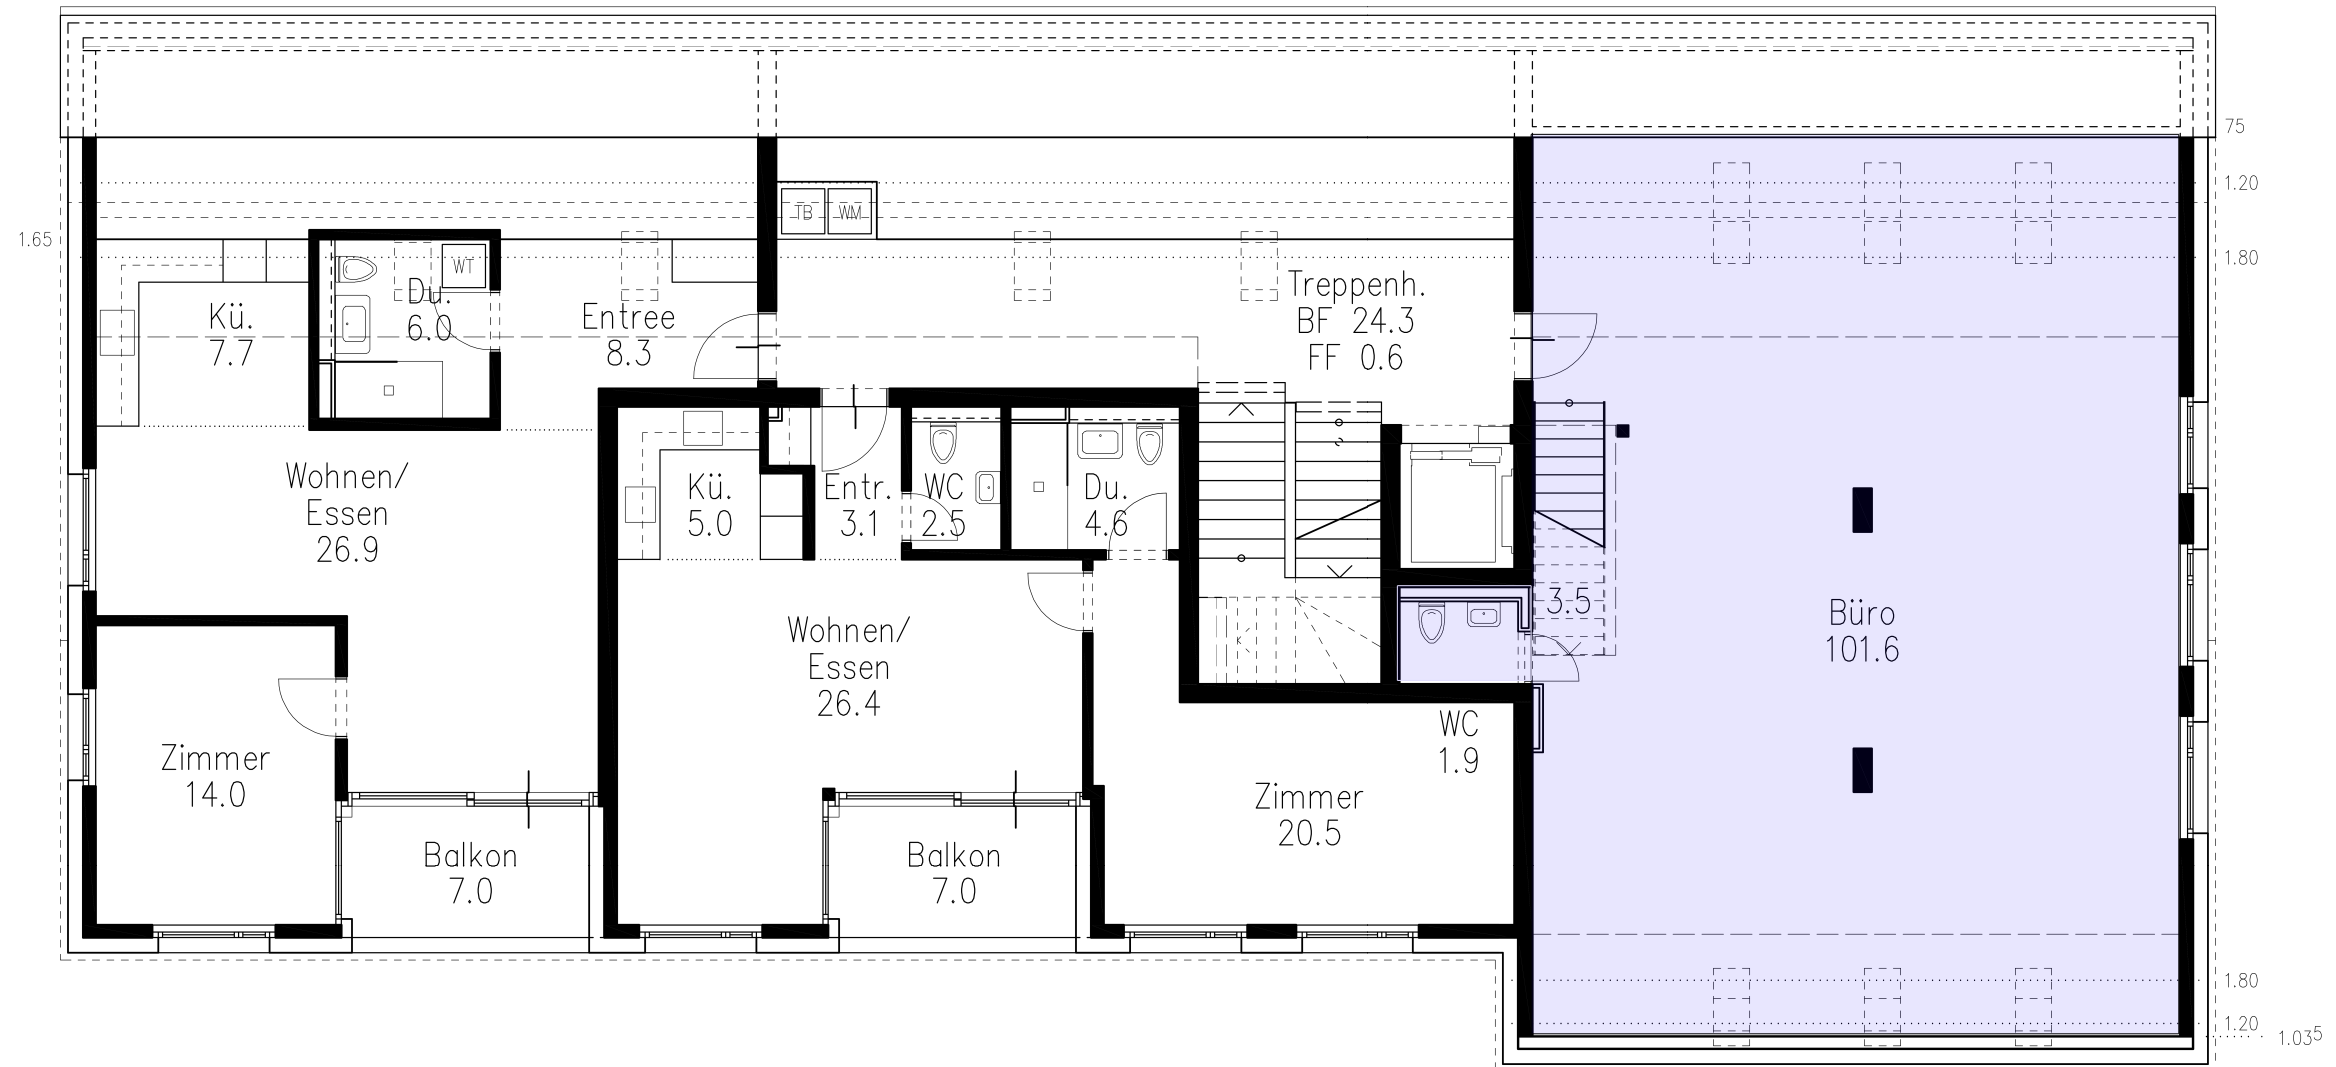 75
1.20
1.65
1.80
TB
WM
WT
Kü.
7.7
Du.
6.0
Entree
8.3
Treppenh.
BF 24.3
FF 0.6
Wohnen/
Essen
26.9
Kü.
5.0
Entr.
3.1
WC
2.5
Du.
4.6
3.5
Büro
101.6
Wohnen/
Essen
26.4
WC
1.9
Zimmer
14.0
Zimmer
20.5
Balkon
7.0
Balkon
7.0
1.80
1.20
1.03⁵